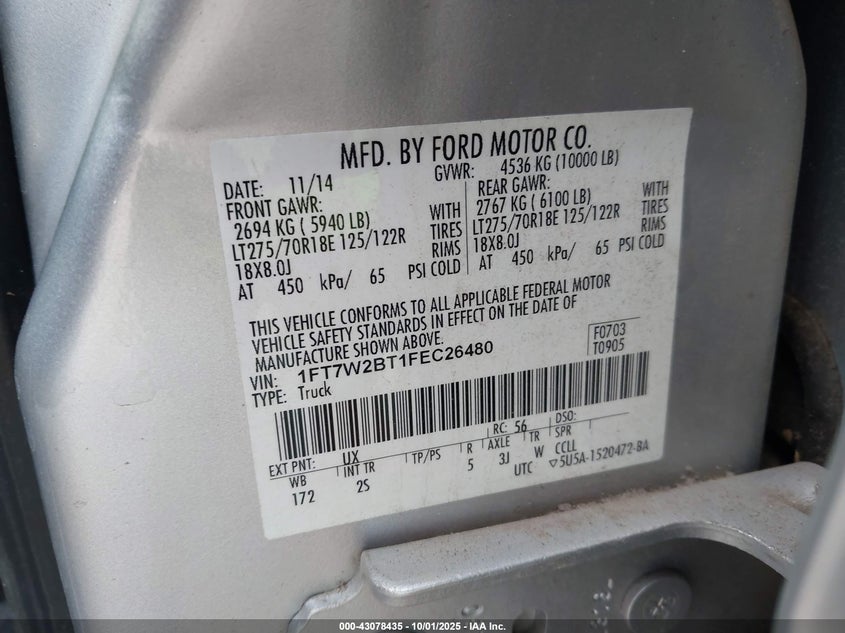 MFD. BY FORD MOTOR CO.
DATE: 11/14 GVWR: 4536 KG (10000 LB)
FRONT GAWR: REAR GAWR:
2694 KG ( 5940 LB) WITH 2767 KG ( 6100 LB) WITH
LT275/70R18E 125/122R TIRES LT275/70R18E 125/122R TIRES
18X8.0J RIMS 18X8.0J RIMS
AT 450 kPa/ 65 PSI COLD AT 450 kPa/ 65 PSI COLD
THIS VEHICLE CONFORMS TO ALL APPLICABLE FEDERAL MOTOR
VEHICLE SAFETY STANDARDS IN EFFECT ON THE DATE OF
MANUFACTURE SHOWN ABOVE.
F0703
VIN: 1FT7W2BT1FEC26480
T0905
TYPE: Truck
RC: 56 DSO:
EXT PNT: UX
WB INT TR TP/PS R AXLE TR SPR
172 2S 5 3J W CCLL
UTC ▽5U5A-1520472-BA
000-43078435 - 10/01/2025 - IAA Inc.